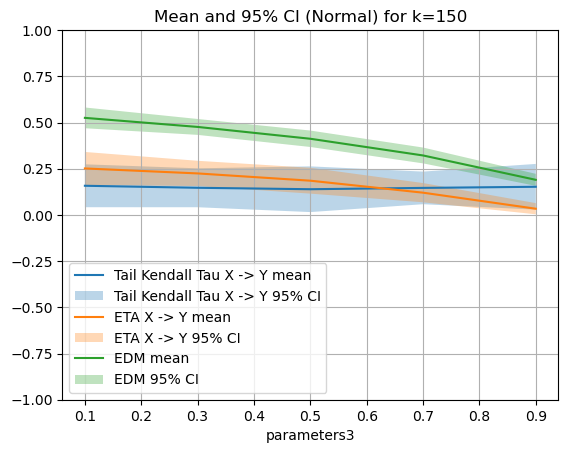 Mean and 95% CI (Normal) for k=150
1.00
0.75
0.50
0.25
0.00
−0.25
−0.50
−0.75
−1.00
Tail Kendall Tau X -> Y mean
Tail Kendall Tau X -> Y 95% CI
ETA X -> Y mean
ETA X -> Y 95% CI
EDM mean
EDM 95% CI
0.1 0.2 0.3 0.4 0.5 0.6 0.7 0.8 0.9
parameters3